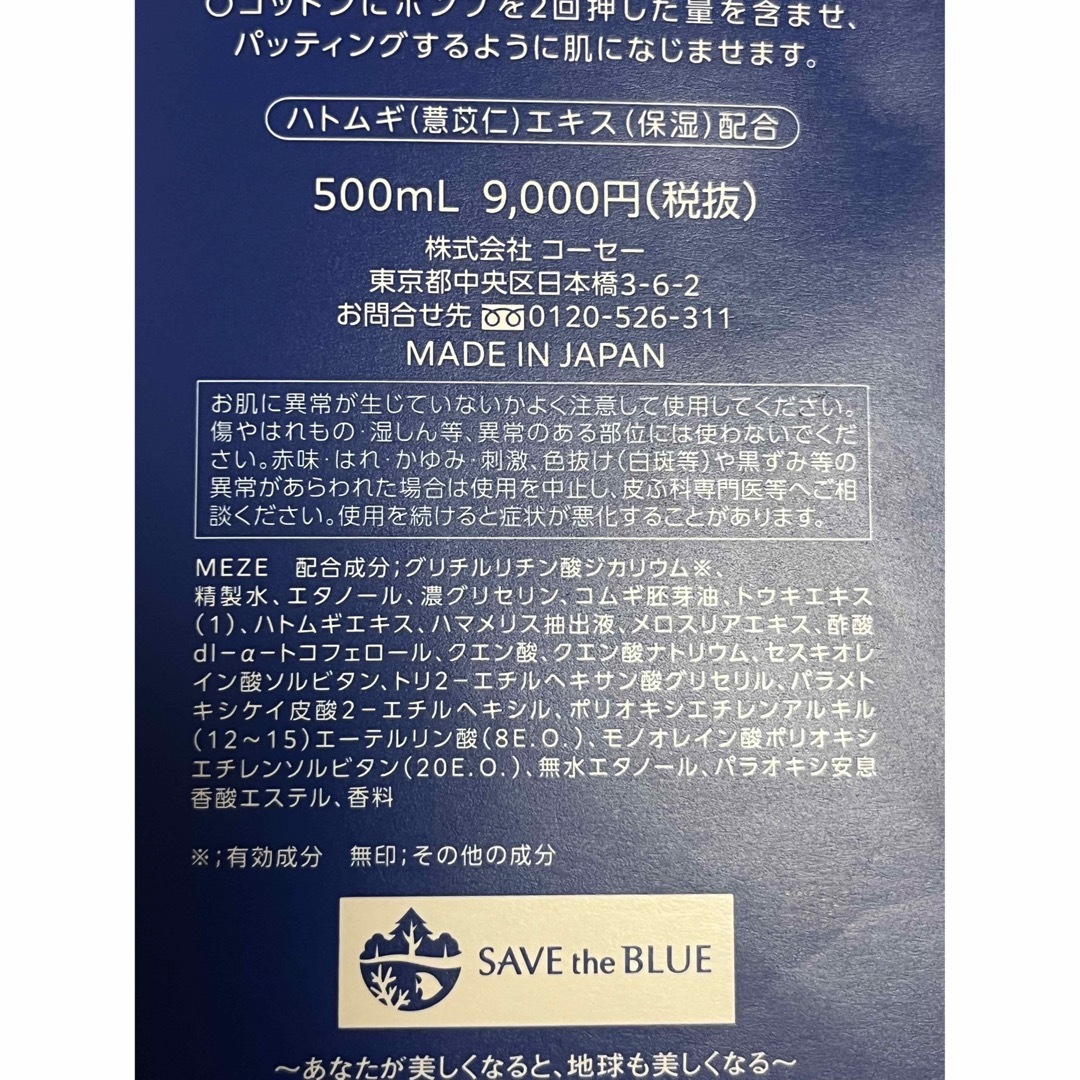 ○コットンにポンプを2回押した量を含ませ、
パッティングするように肌になじませます。
ハトムギ(薏苡仁)エキス(保湿)配合
500mL 9,000円(税抜)
株式会社 コーセー
東京都中央区日本橋3-6-2
お問合せ先 0120-526-311
MADE IN JAPAN
お肌に異常が生じていないかよく注意して使用してください。
傷やはれもの・湿しん等、異常のある部位には使わないでくだ
さい。赤味・はれ・かゆみ・刺激、色抜け(白斑等)や黒ずみ等の
異常があらわれた場合は使用を中止し、皮ふ科専門医等へご相
談ください。使用を続けると症状が悪化することがあります。
MEZE 配合成分;グリチルリチン酸ジカリウム※、
精製水、エタノール、濃グリセリン、コムギ胚芽油、トウキエキス
(1)、ハトムギエキス、ハマメリス抽出液、メロスリアエキス、酢酸
dl-α-トコフェロール、クエン酸、クエン酸ナトリウム、セスキオレ
イン酸ソルビタン、トリ2-エチルヘキサン酸グリセリル、パラメト
キシケイ皮酸2-エチルヘキシル、ポリオキシエチレンアルキル
(12~15)エーテルリン酸(8E.O.)、モノオレイン酸ポリオキシ
エチレンソルビタン(20E.O.)、無水エタノール、パラオキシ安息
香酸エステル、香料
※;有効成分 無印;その他の成分
SAVE the BLUE
~あなたが美しくなると、地球も美しくなる~